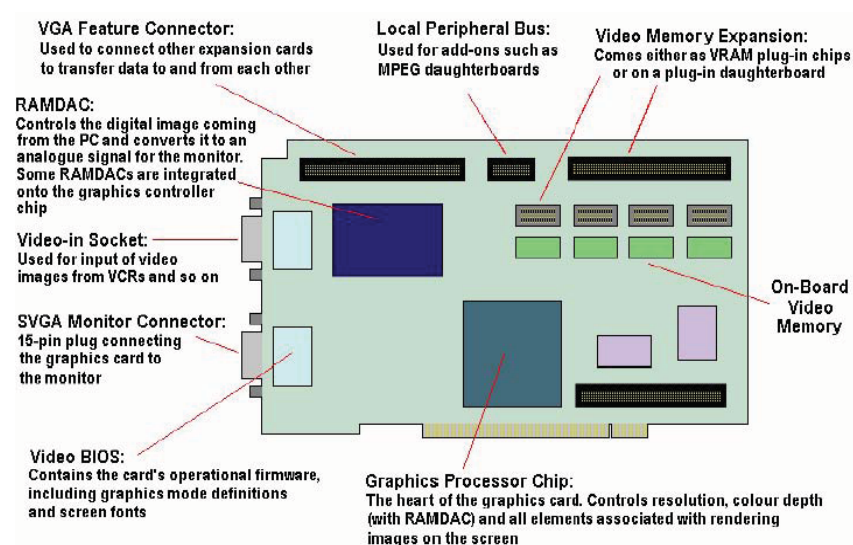 VGA Feature Connector:
Used to connect other expansion cards
to transfer data to and from each other
Local Peripheral Bus:
Used for add-ons such as
MPEG daughterboards
Video Memory Expansion:
Comes either as VRAM plug-in chips
or on a plug-in daughterboard
RAMDAC:
Controls the digital image coming
from the PC and converts it to an
analogue signal for the monitor.
Some RAMDACs are integrated
onto the graphics controller
chip
Video-in Socket:
Used for input of video
images from VCRs and so on
On-Board
Video
Memory
SVGA Monitor Connector:
15-pin plug connecting
the graphics card to
the monitor
Video BIOS:
Contains the card's operational firmware,
including graphics mode definitions
and screen fonts
Graphics Processor Chip:
The heart of the graphics card. Controls resolution, colour depth
(with RAMDAC) and all elements associated with rendering
images on the screen